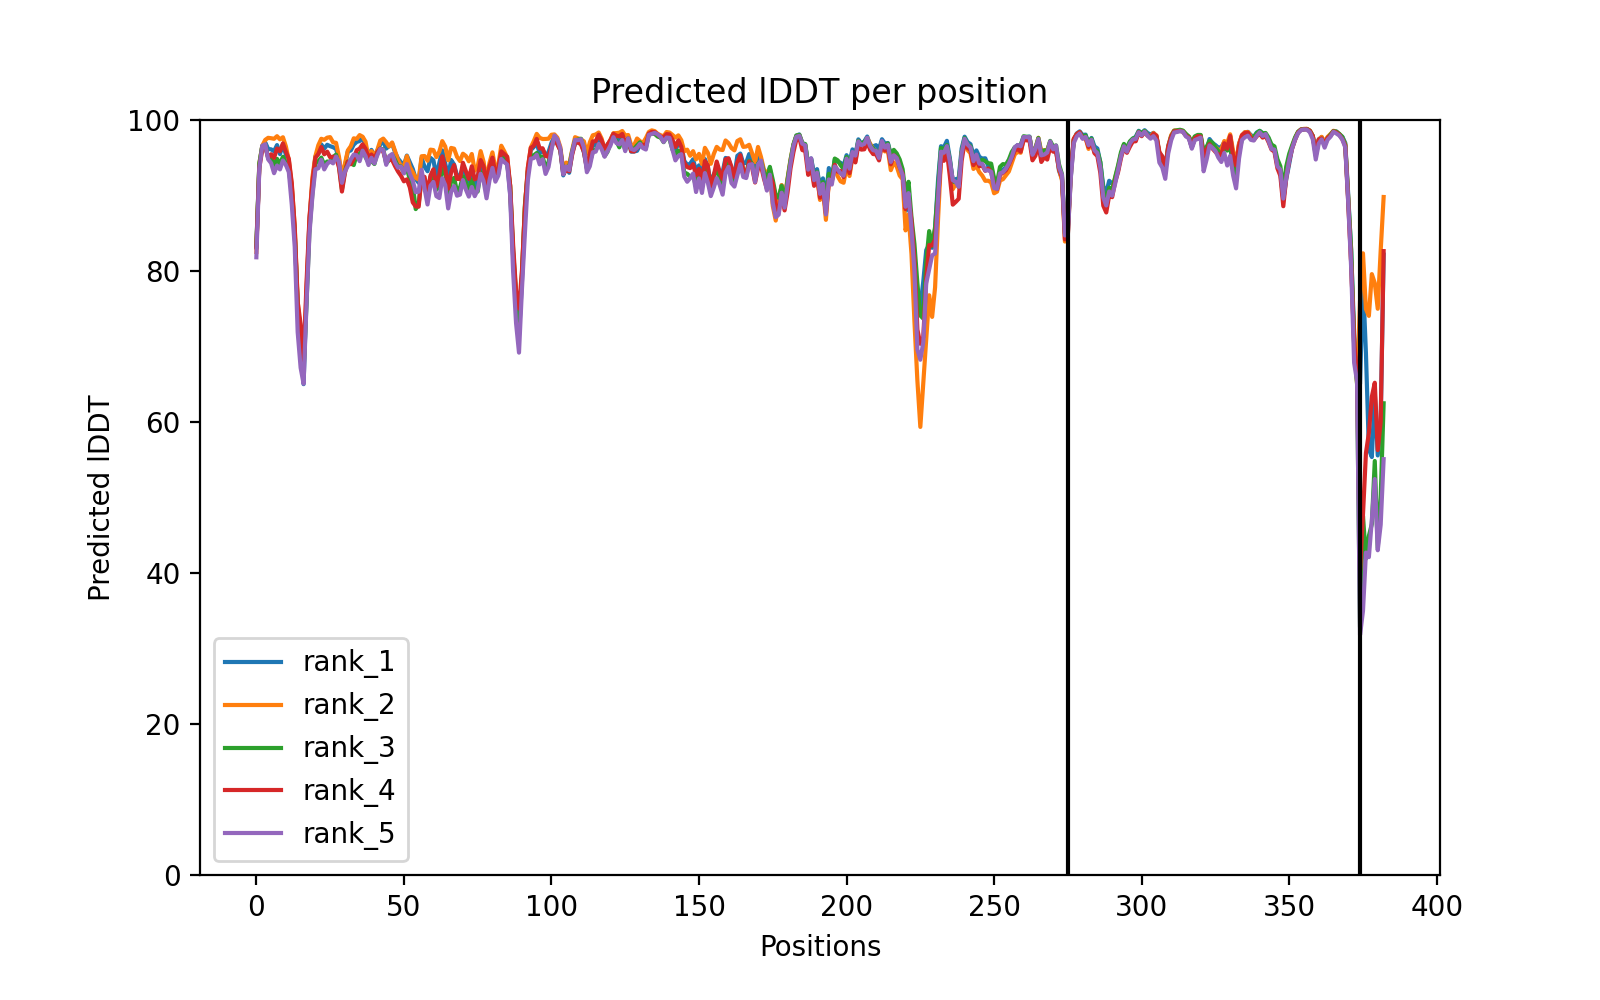 Predicted lDDT per position
100
80
60
40
20
0
Predicted lDDT
rank_1
rank_2
rank_3
rank_4
rank_5
0 50 100 150 200 250 300 350 400
Positions